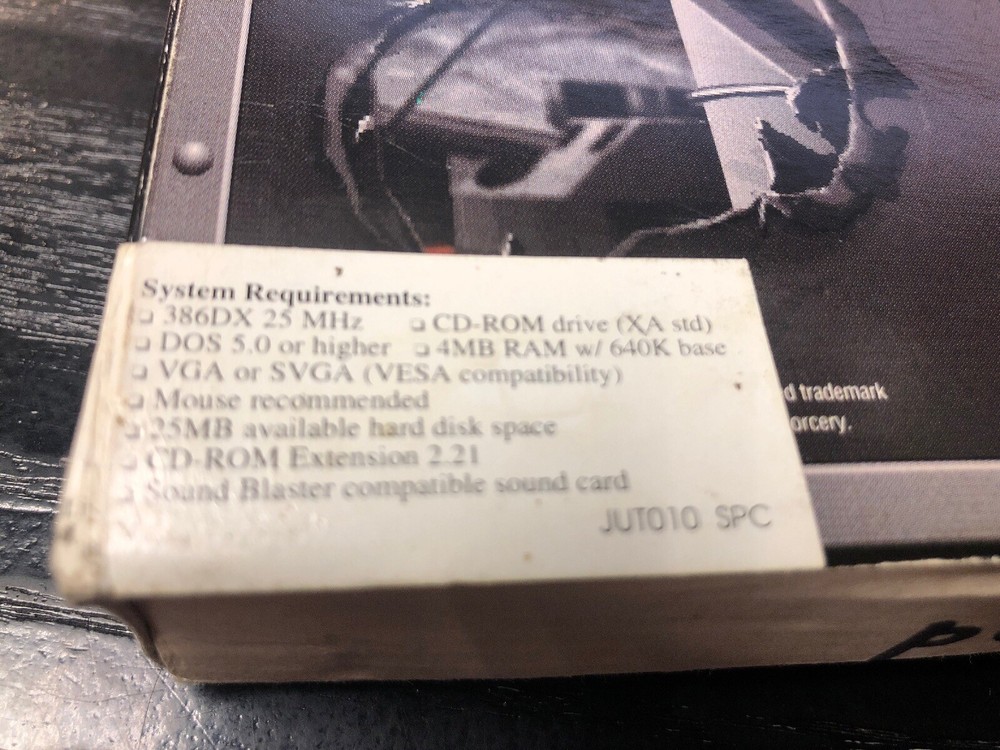 System Requirements:
❑ 386DX 25 MHz ❑ CD-ROM drive (XA std)
❑ DOS 5.0 or higher ❑ 4MB RAM w/ 640K base
❑ VGA or SVGA (VESA compatibility)
❑ Mouse recommended
❑ 25MB available hard disk space
❑ CD-ROM Extension 2.21
❑ Sound Blaster compatible sound card
JUT010 SPC
d trademark
orcery.